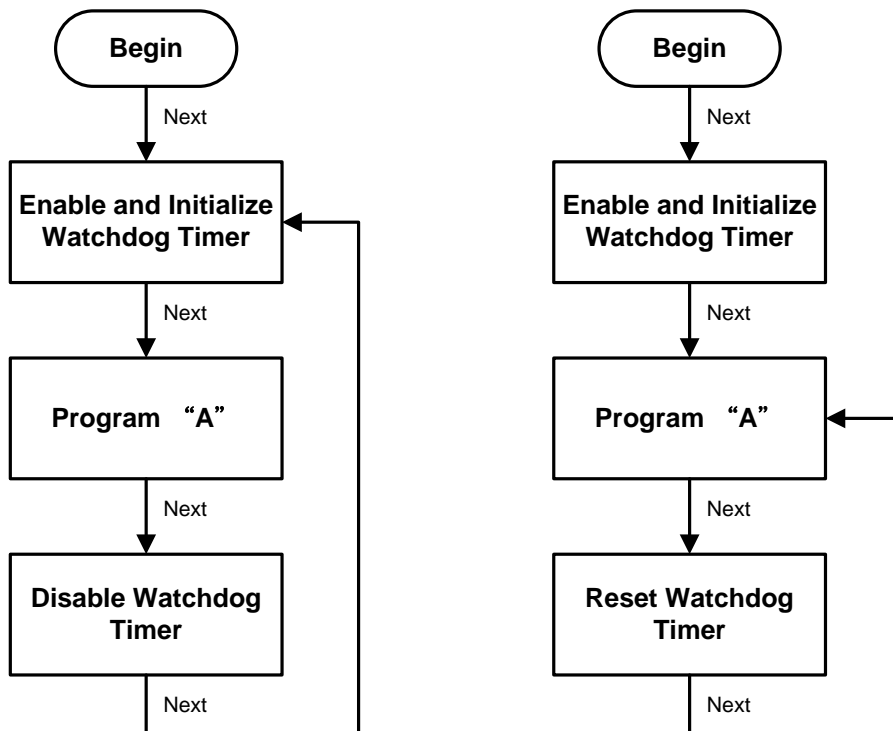 Begin
Next
Enable and Initialize
Watchdog Timer
Next
Program “A”
Next
Disable Watchdog
Timer
Next
Begin
Next
Enable and Initialize
Watchdog Timer
Next
Program “A”
Next
Reset Watchdog
Timer
Next